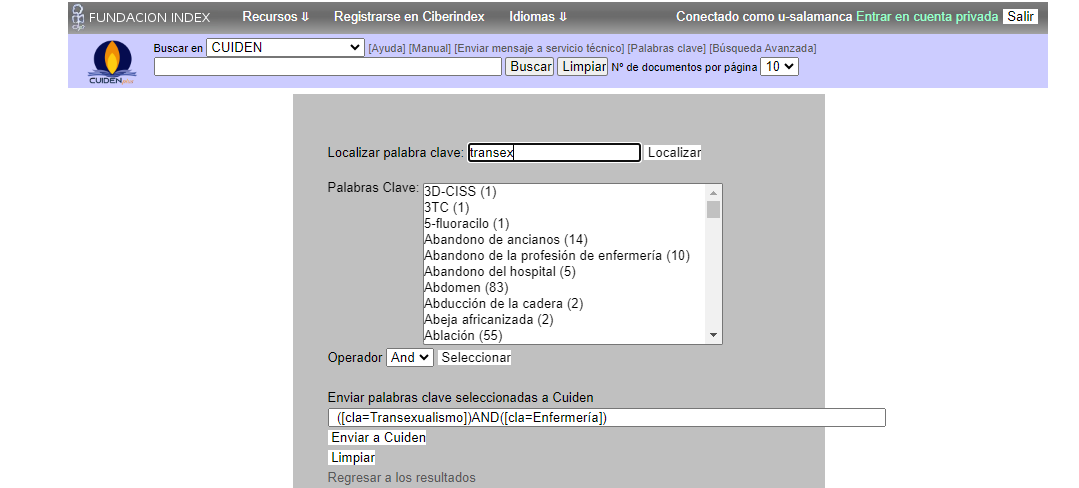 FUNDACION INDEX Recursos ⇓ Registrarse en Ciberindex Idiomas ⇓ Conectado como u-salamanca Entrar en cuenta privada Salir
Buscar en CUIDEN [Ayuda] [Manual] [Enviar mensaje a servicio técnico] [Palabras clave] [Búsqueda Avanzada]
Buscar Limpiar Nº de documentos por página 10
CUIDEN
Localizar palabra clave: transex Localizar
Palabras Clave:
3D-CISS (1)
3TC (1)
5-fluoracilo (1)
Abandono de ancianos (14)
Abandono de la profesión de enfermería (10)
Abandono del hospital (5)
Abdomen (83)
Abducción de la cadera (2)
Abeja africanizada (2)
Ablación (55)
Operador And Seleccionar
Enviar palabras clave seleccionadas a Cuiden
([cla=Transexualismo])AND([cla=Enfermería])
Enviar a Cuiden
Limpiar
Regresar a los resultados